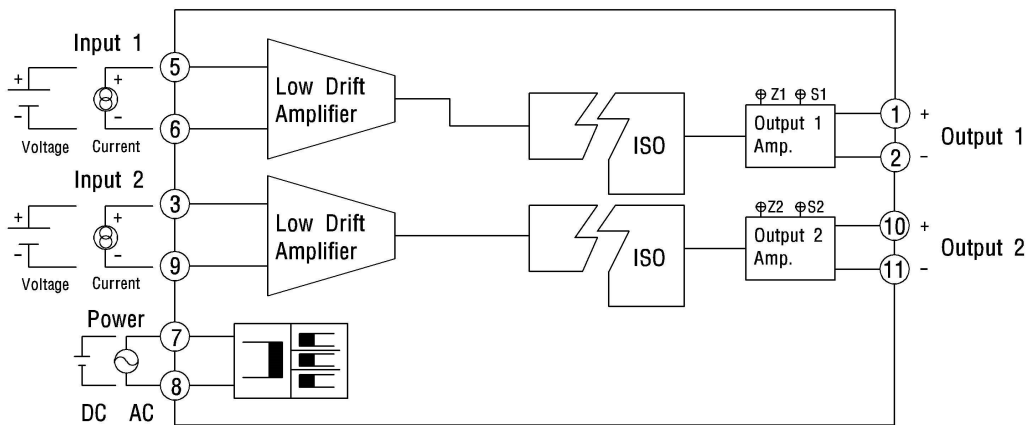 Input 1
5
+
+
-
-
6
Voltage
Current
Low Drift
Amplifier
ISO
Z1
S1
Output 1
Amp.
1
+
2
-
Output 1
Input 2
3
+
+
-
-
9
Voltage
Current
Low Drift
Amplifier
ISO
Z2
S2
Output 2
Amp.
10
+
11
-
Output 2
Power
7
8
DC
AC